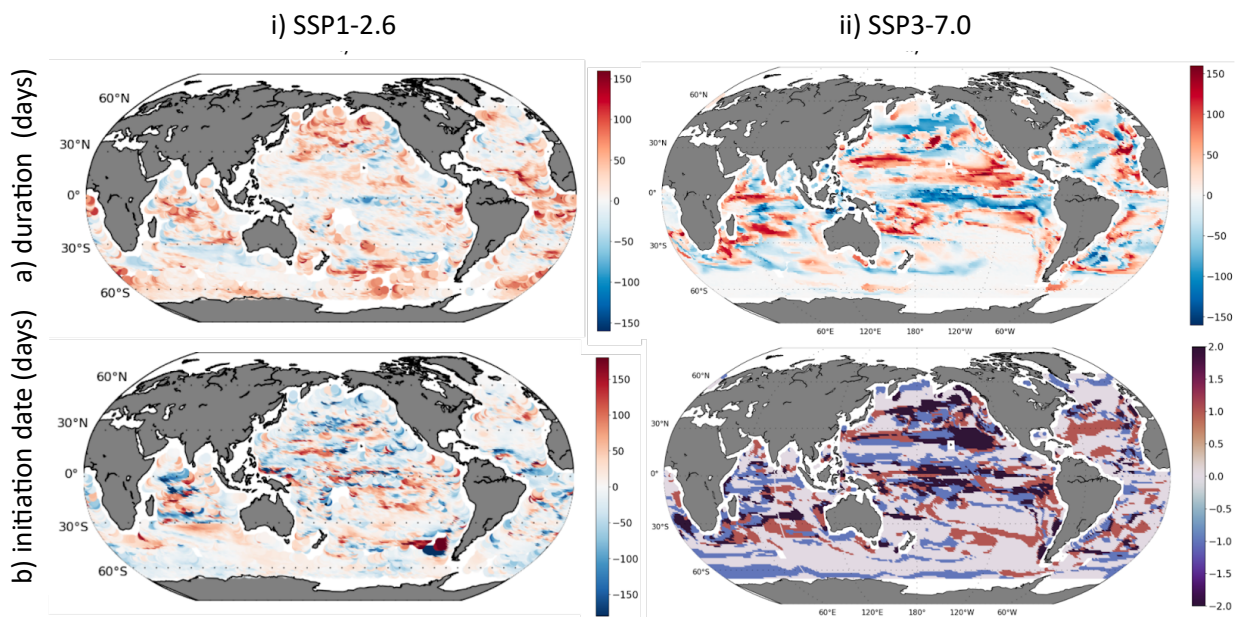 i) SSP1-2.6
ii) SSP3-7.0
a) duration (days)
60°N
30°N
0°
30°S
60°S
150
100
50
0
−50
−100
−150
60°N
30°N
0°
30°S
60°S
60°E
120°E
180°
120°W
60°W
150
100
50
0
−50
−100
−150
b) initiation date (days)
60°N
30°N
0°
30°S
60°S
150
100
50
0
−50
−100
−150
60°N
30°N
0°
30°S
60°S
60°E
120°E
180°
120°W
60°W
2.0
1.5
1.0
0.5
0.0
−0.5
−1.0
−1.5
−2.0